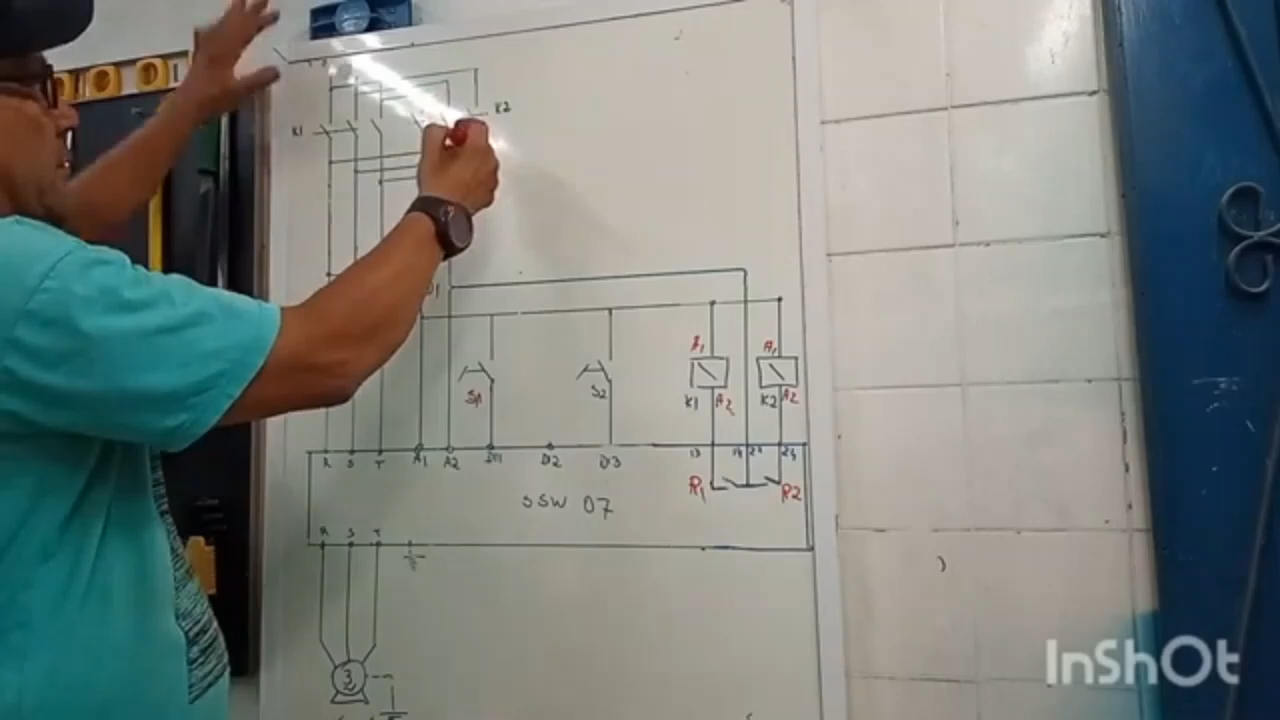 K2
K1
A1 A1
S1 S2 K1 A2 K2 A2
R S T A1 A2 DI1 DI2 DI3 13 14 23 24
R1 R2
SSW 07
R S T
3
InShOt